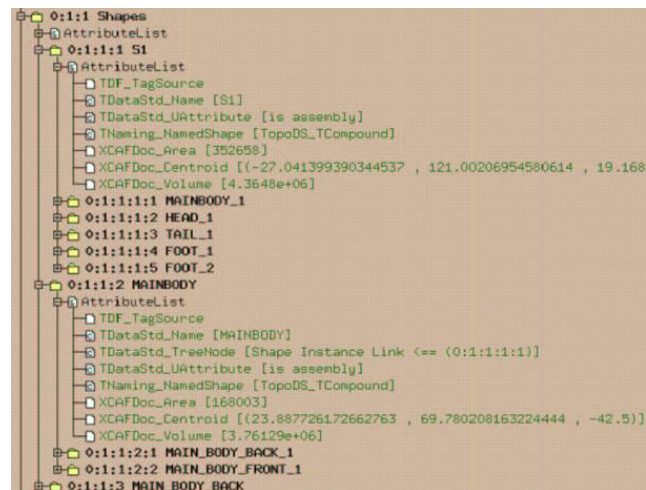 0:1:1 Shapes
AttributeList
0:1:1:1 S1
AttributeList
TDF_TagSource
TDataStd_Name [S1]
TDataStd_UAttribute [is assembly]
TNaming_NamedShape [TopoDS_TCompound]
XCAFDoc_Area [352658]
XCAFDoc_Centroid [(-27.041399390344537 , 121.00206954580614 , 19.168
XCAFDoc_Volume [4.3648e+06]
0:1:1:1:1 MAINBODY_1
0:1:1:1:2 HEAD_1
0:1:1:1:3 TAIL_1
0:1:1:1:4 FOOT_1
0:1:1:1:5 FOOT_2
0:1:1:2 MAINBODY
AttributeList
TDF_TagSource
TDataStd_Name [MAINBODY]
TDataStd_TreeNode [Shape Instance Link <== (0:1:1:1:1)]
TDataStd_UAttribute [is assembly]
TNaming_NamedShape [TopoDS_TCompound]
XCAFDoc_Area [168003]
XCAFDoc_Centroid [(23.887726172662763 , 69.780208163224444 , -42.5)]
XCAFDoc_Volume [3.76129e+06]
0:1:1:2:1 MAIN_BODY_BACK_1
0:1:1:2:2 MAIN_BODY_FRONT_1
0:1:1:3 MAIN_BODY_BACK